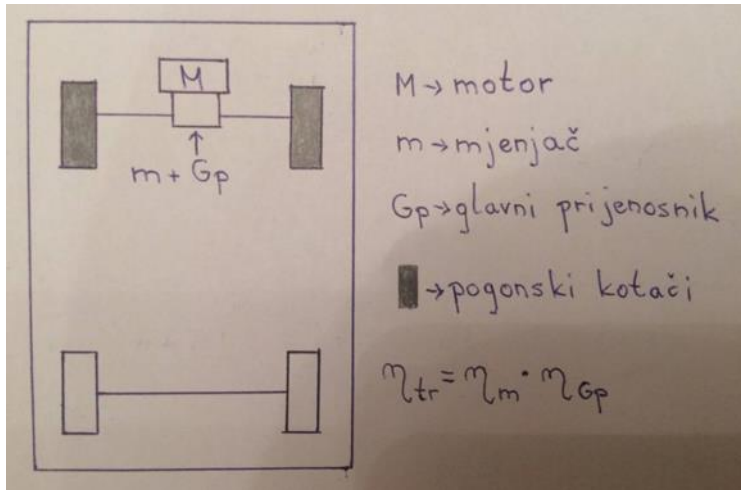 M
m + Gp
M → motor
m → mjenjač
Gp → glavni prijenosnik
→ pogonski kotači
ηtr = ηm · ηGp